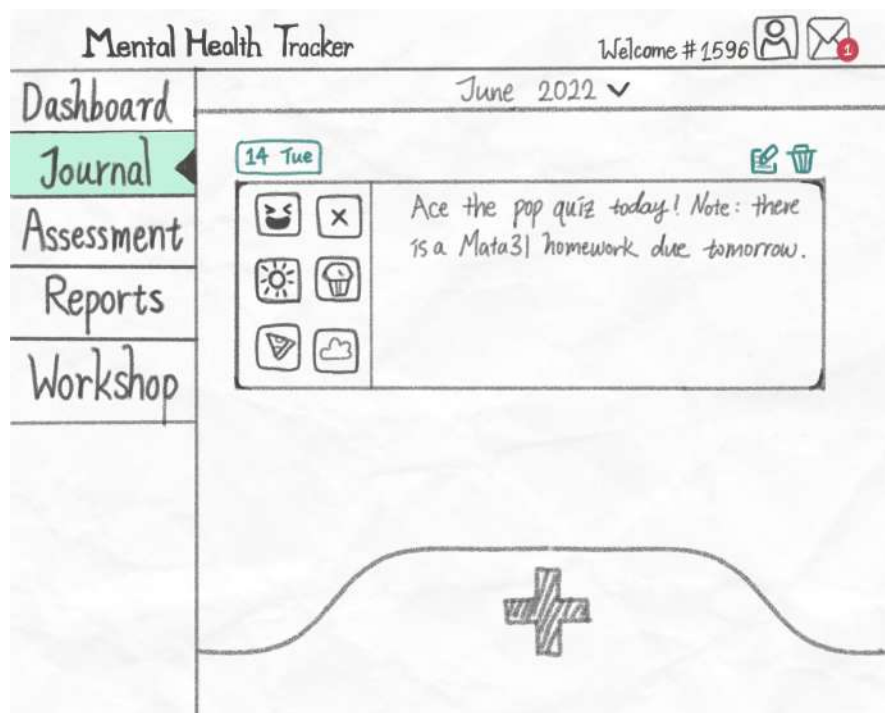 Mental Health Tracker
Welcome #1596
1
Dashboard
Journal
Assessment
Reports
Workshop
June 2022
14 Tue
Ace the pop quiz today! Note: there
is a Mata31 homework due tomorrow.